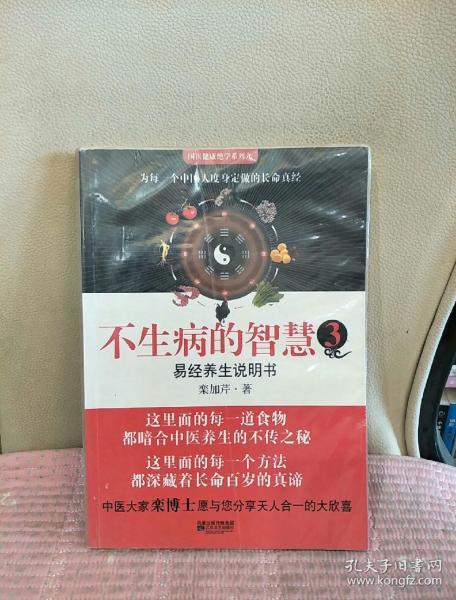 国医健康绝学系列
为每一个中国人度身定做的长命真经
不生病的智慧3
易经养生说明书
栾加芹·著
这里面的每一道食物
都暗合中医养生的不传之秘
这里面的每一个方法
都深藏着长命百岁的真谛
中医大家栾博士愿与您分享天人合一的大欣喜
孔夫子旧书网
www.kongfz.com